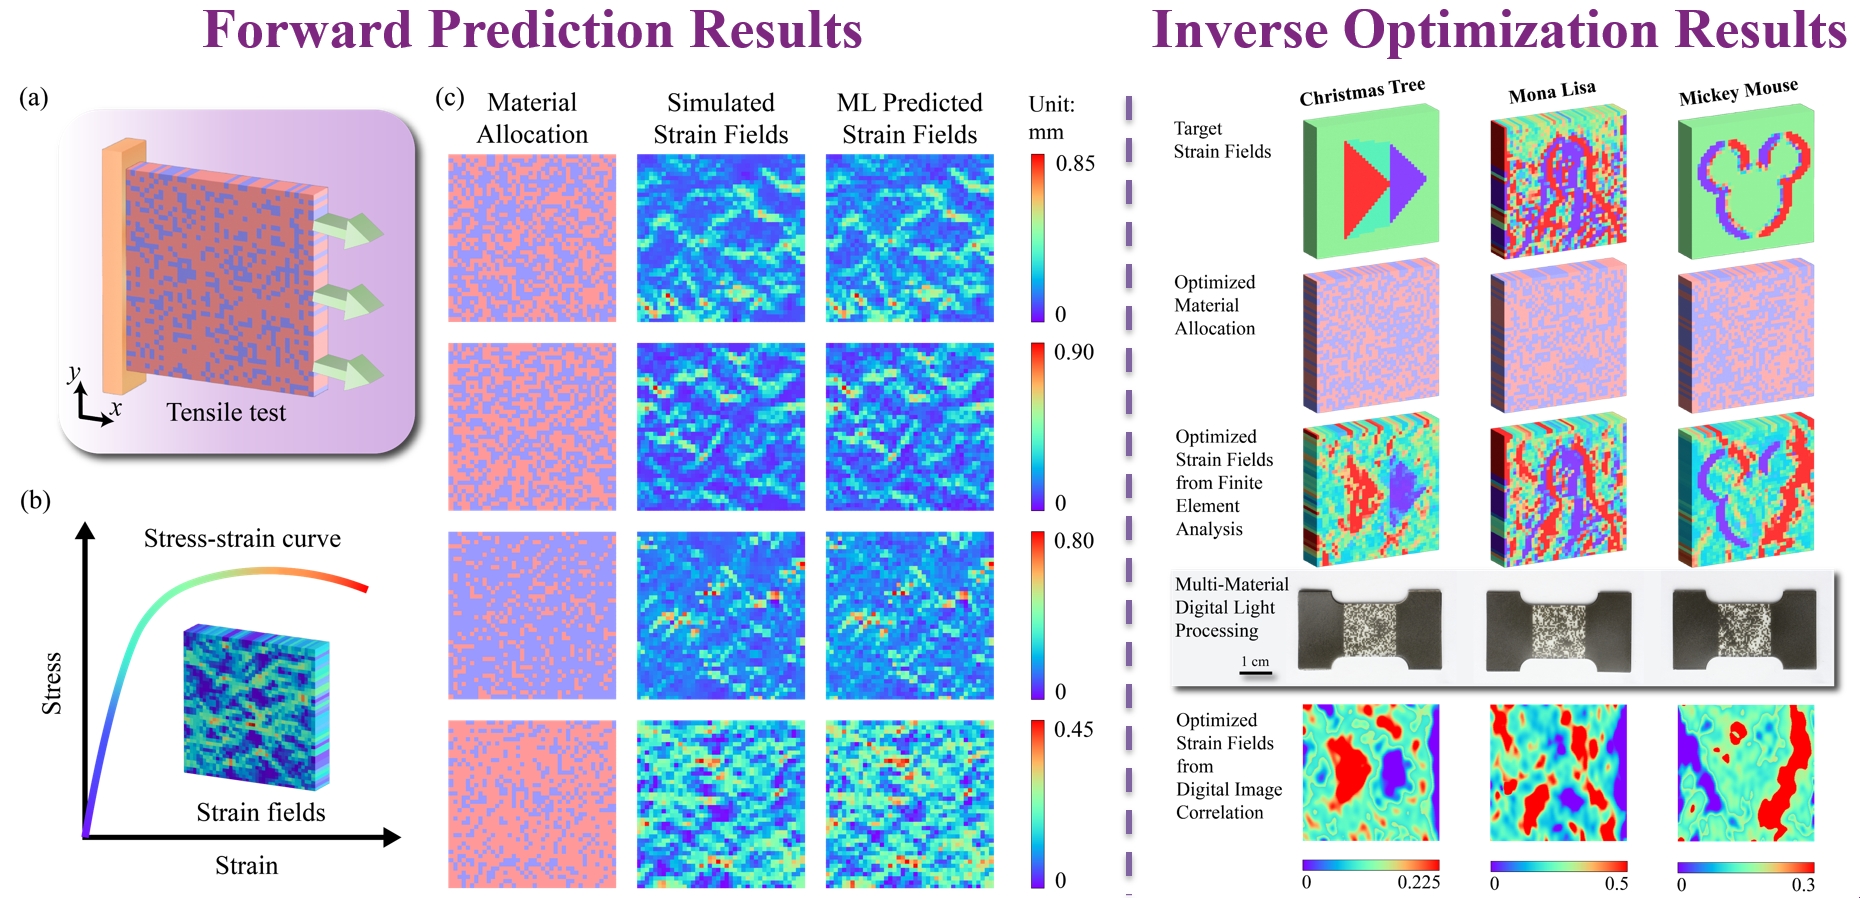 Forward Prediction Results
Inverse Optimization Results
(a)
y
x
Tensile test
(b)
Stress-strain curve
Stress
Strain fields
Strain
(c)
Material
Allocation
Simulated
Strain Fields
ML Predicted
Strain Fields
Unit:
mm
0.85
0
0.90
0
0.80
0
0.45
0
Christmas Tree
Mona Lisa
Mickey Mouse
Target
Strain Fields
Optimized
Material
Allocation
Optimized
Strain Fields
from Finite
Element
Analysis
Multi-Material
Digital Light
Processing
1 cm
Optimized
Strain Fields
from
Digital Image
Correlation
0
0.225
0
0.5
0
0.3